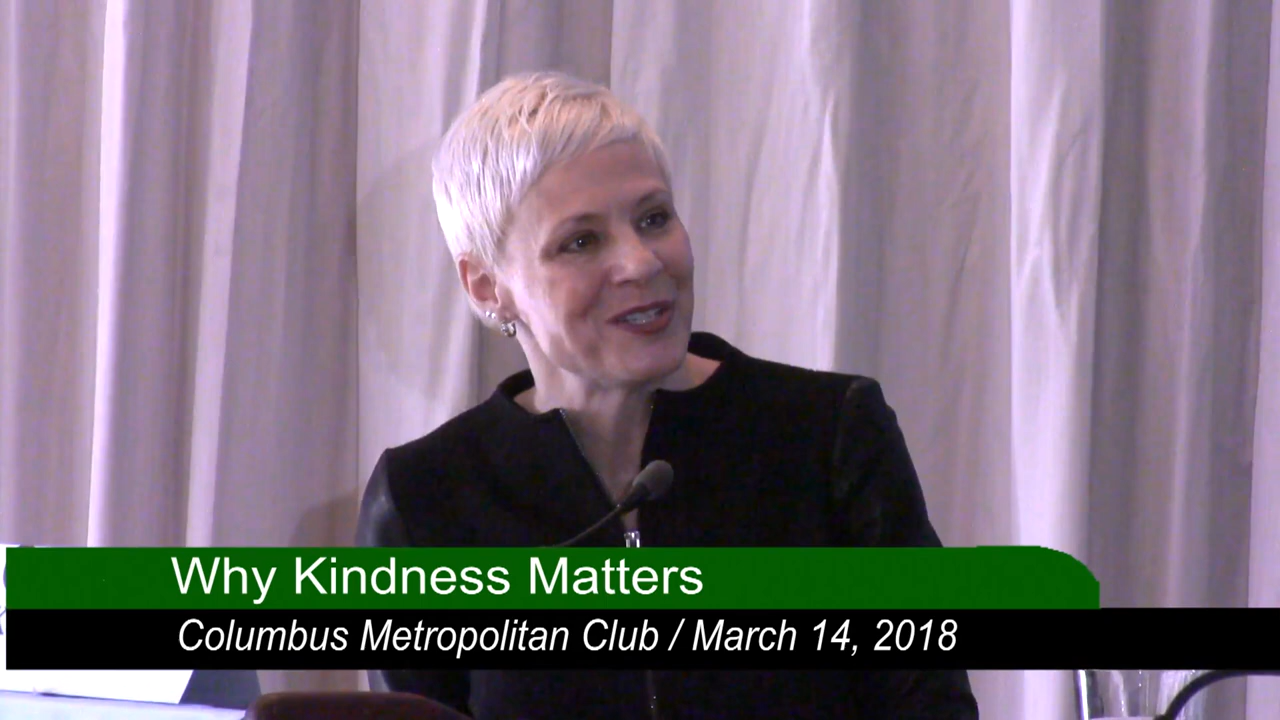 Why Kindness Matters
Columbus Metropolitan Club / March 14, 2018